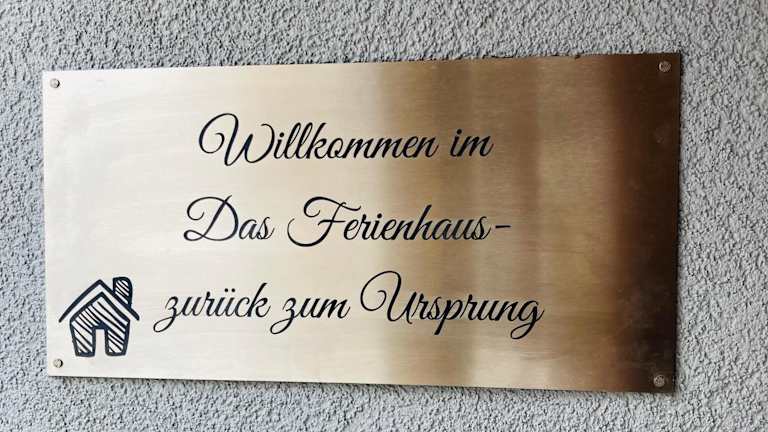 Willkommen im
Das Ferienhaus-
zurück zum Ursprung